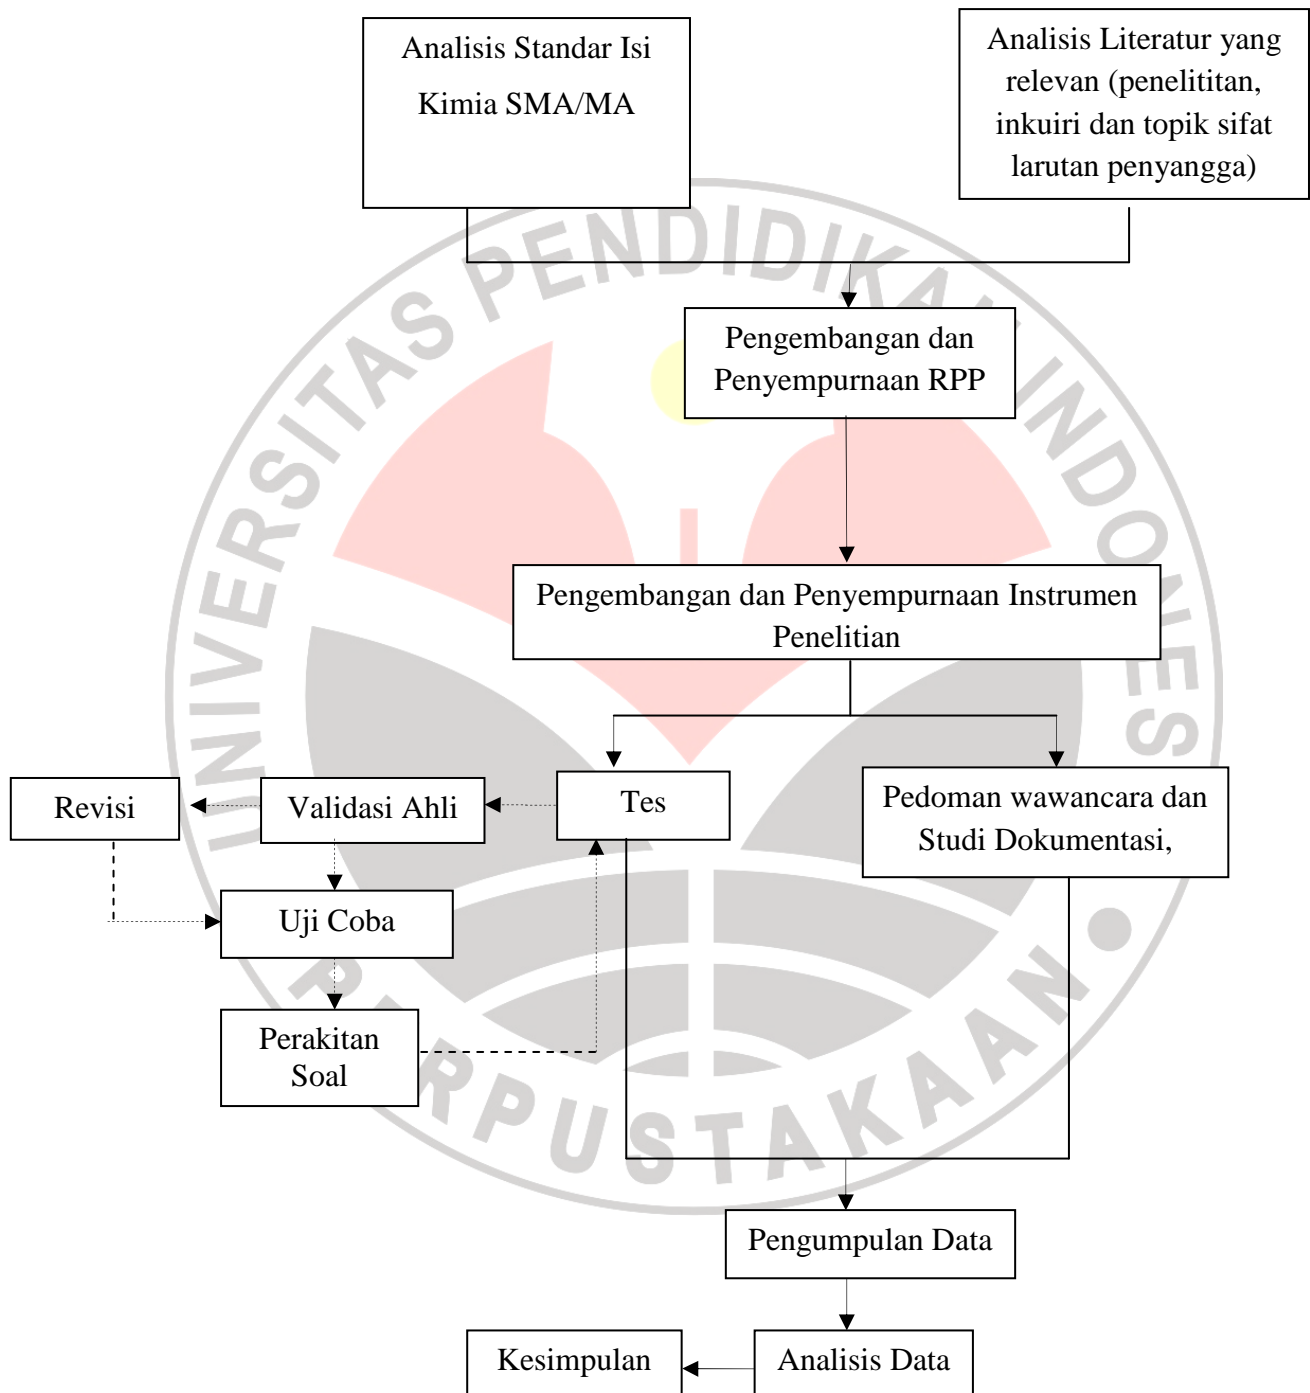 Analisis Standar Isi
Kimia SMA/MA
Analisis Literatur yang
relevan (penelititan,
inkuiri dan topik sifat
larutan penyangga)
Pengembangan dan
Penyempurnaan RPP
Pengembangan dan Penyempurnaan Instrumen
Penelitian
Revisi
Validasi Ahli
Tes
Pedoman wawancara dan
Studi Dokumentasi,
Uji Coba
Perakitan
Soal
Pengumpulan Data
Kesimpulan
Analisis Data
UNIVERSITAS PENDIDIKAN INDONESIA
PERPUSTAKAAN